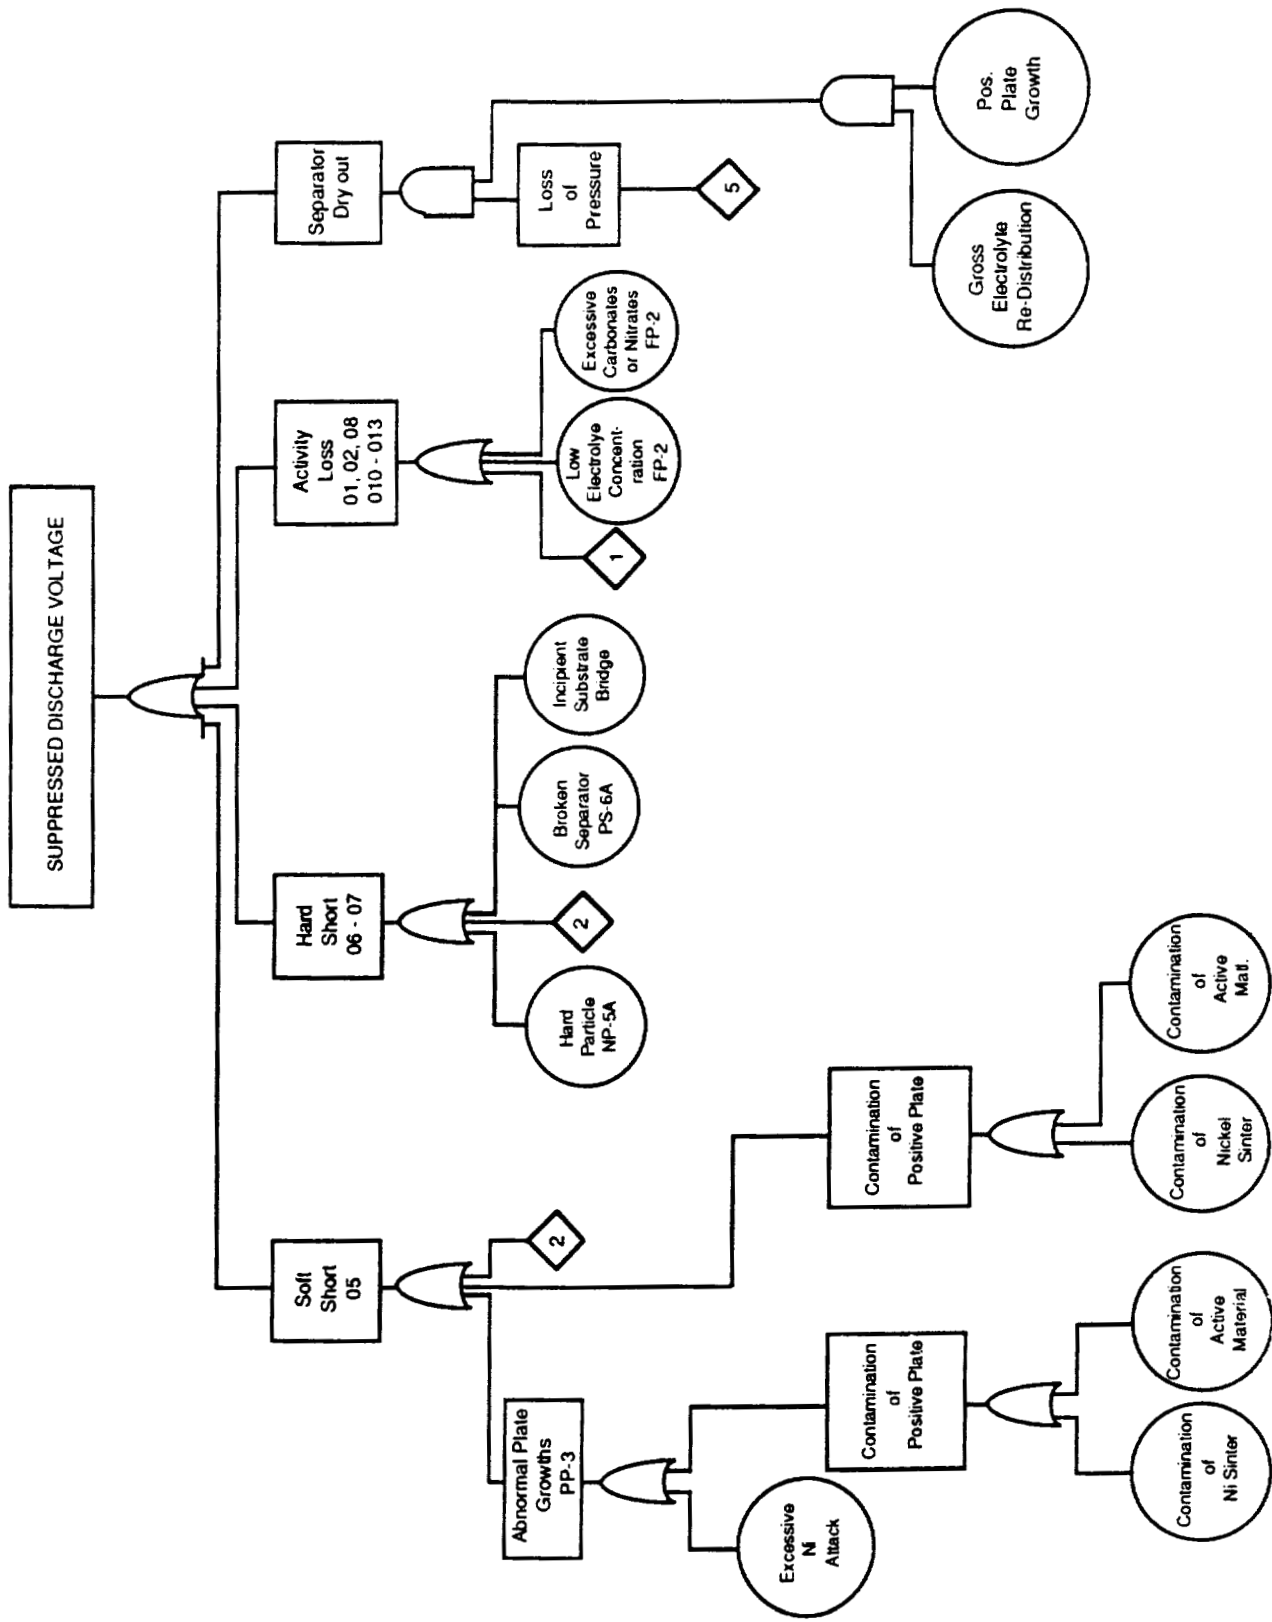 SUPPRESSED DISCHARGE VOLTAGE
Soft
Short
05
Hard
Short
06 - 07
Activity
Loss
01, 02, 08
010 - 013
Separator
Dry out
Abnormal Plate
Growths
PP-3
2
Hard
Particle
NP-5A
2
Broken
Separator
PS-6A
Incipient
Substrate
Bridge
1
Low
Electrolye
Concent-
ration
FP-2
Excessive
Carbonates
or Nitrates
FP-2
Loss
of
Pressure
5
Excessive
Ni
Attack
Contamination
of
Positive Plate
Contamination
of
Positive Plate
Gross
Electrolyte
Re-Distribution
Pos.
Plate
Growth
Contamination
of
Ni Sinter
Contamination
of
Active
Material
Contamination
of
Nickel
Sinter
Contamination
of
Active
Matl.